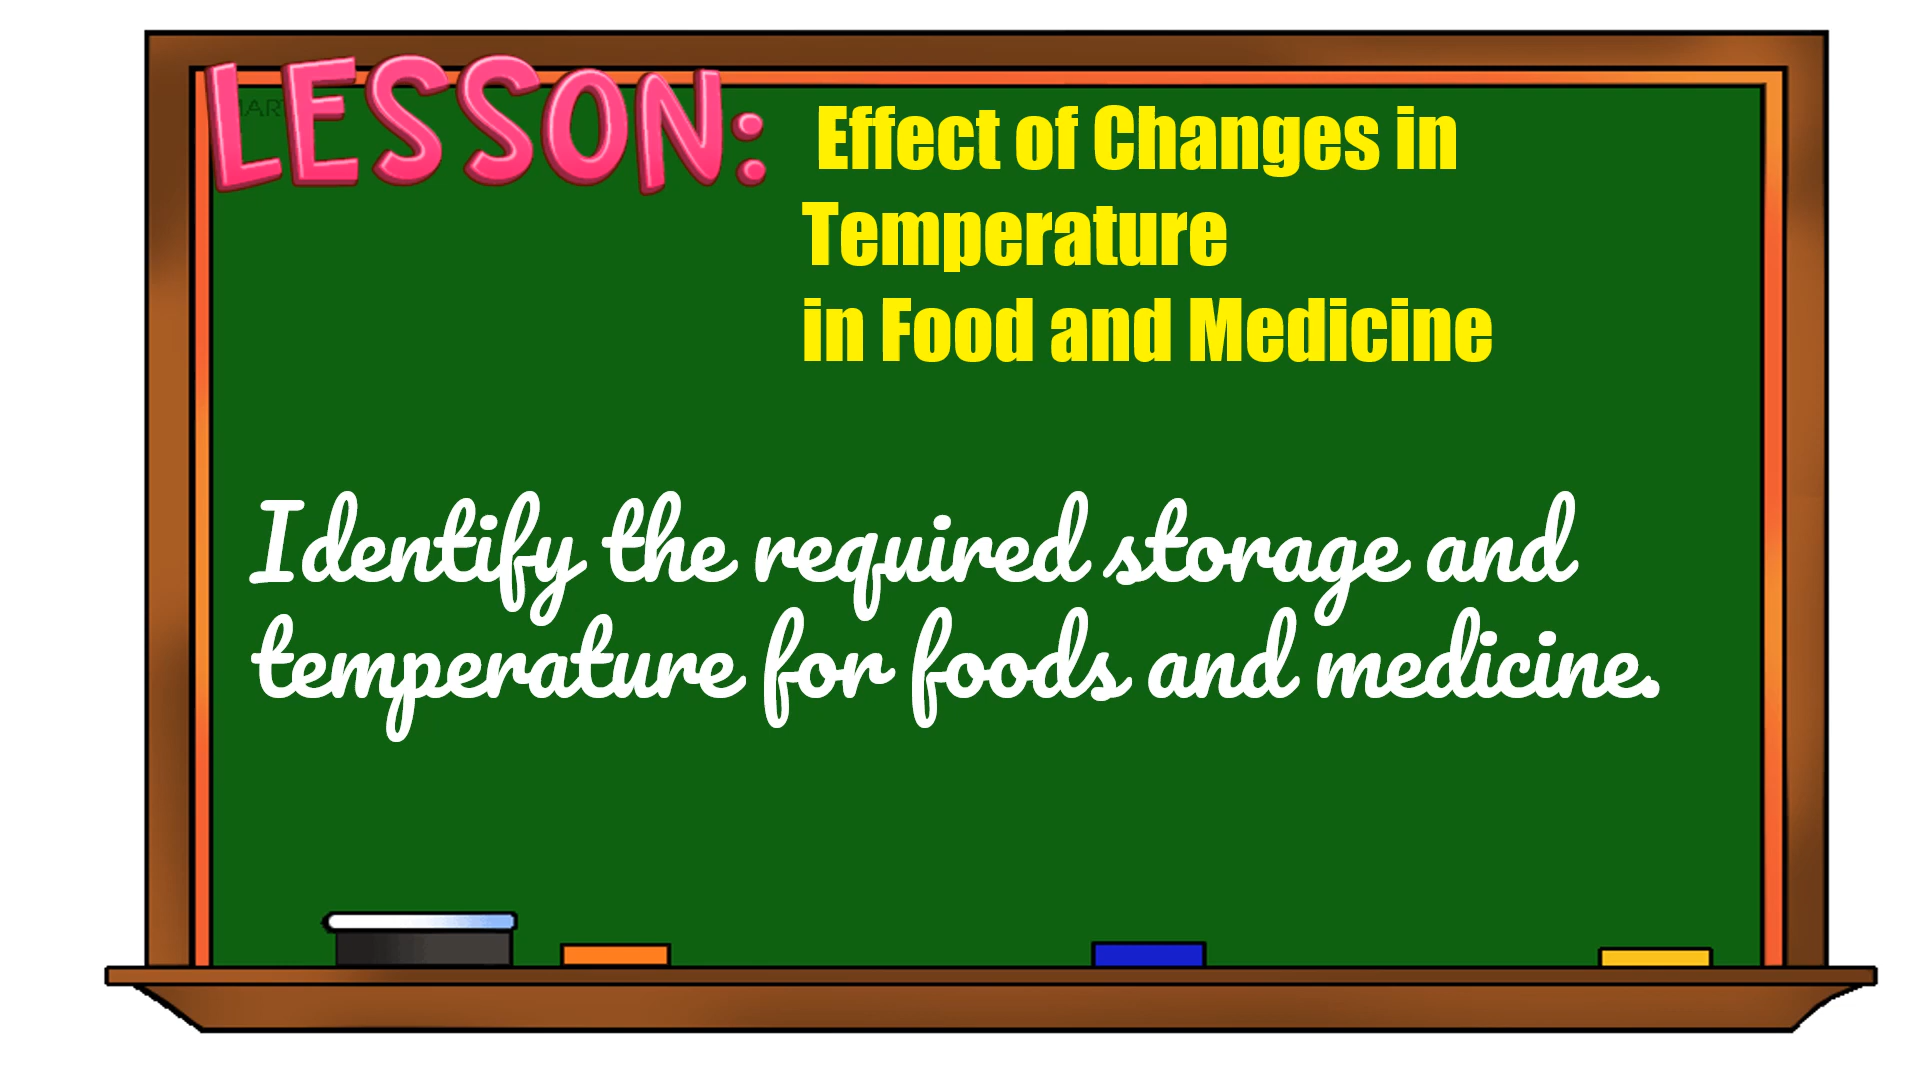 LESSON: Effect of Changes in
Temperature
in Food and Medicine
Identify the required storage and
temperature for foods and medicine.